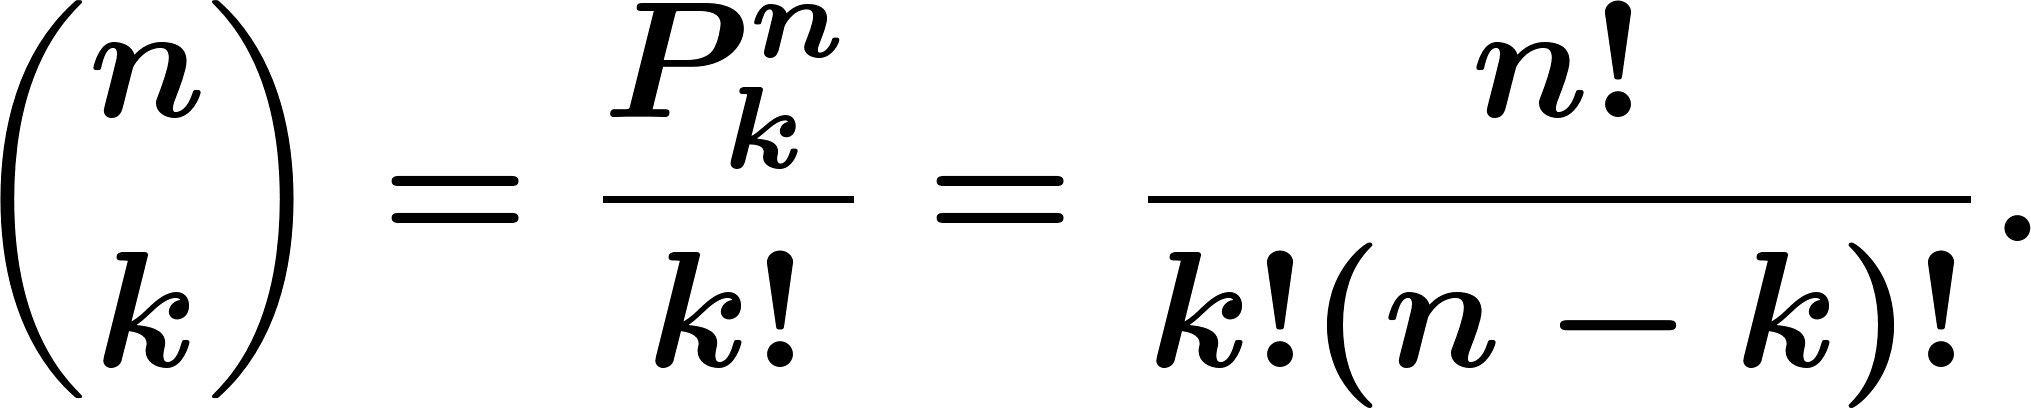 \binom{n}{k} = \frac{P_k^n}{k!} = \frac{n!}{k!(n-k)!}.